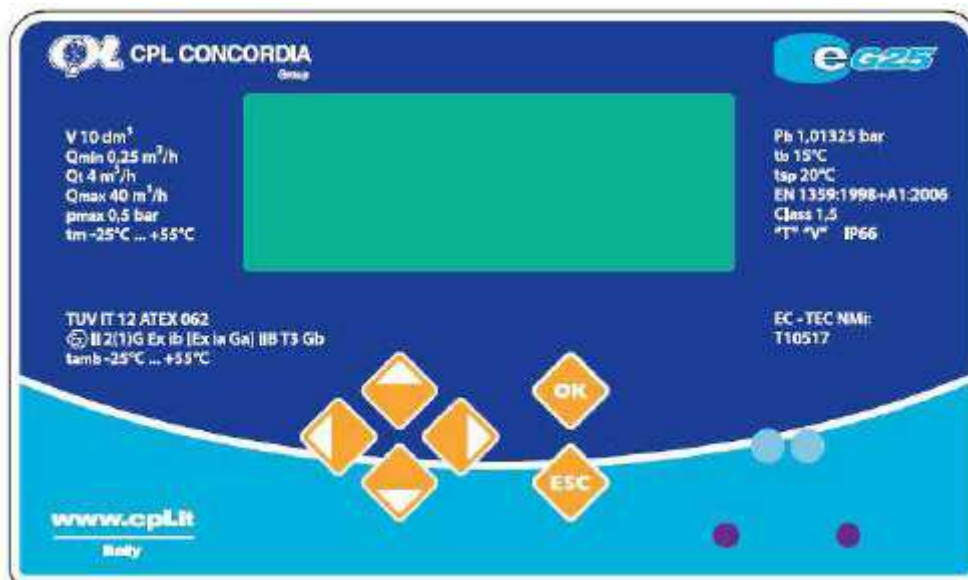 CPL CONCORDIA
Group
eG25
V 10 dm³
Qmin 0,25 m³/h
Qt 4 m³/h
Qmax 40 m³/h
pmax 0,5 bar
tm -25°C ... +55°C
Pb 1,01325 bar
tb 15°C
tsp 20°C
EN 1359:1998+A1:2006
Class 1,5
"T" "V" IP66
TUV IT 12 ATEX 062
II 2(1)G Ex ib [Ex ia Ga] IIB T3 Gb
tamb -25°C ... +55°C
EC - TEC NMi:
T10517
OK
ESC
www.cpl.it
Italy